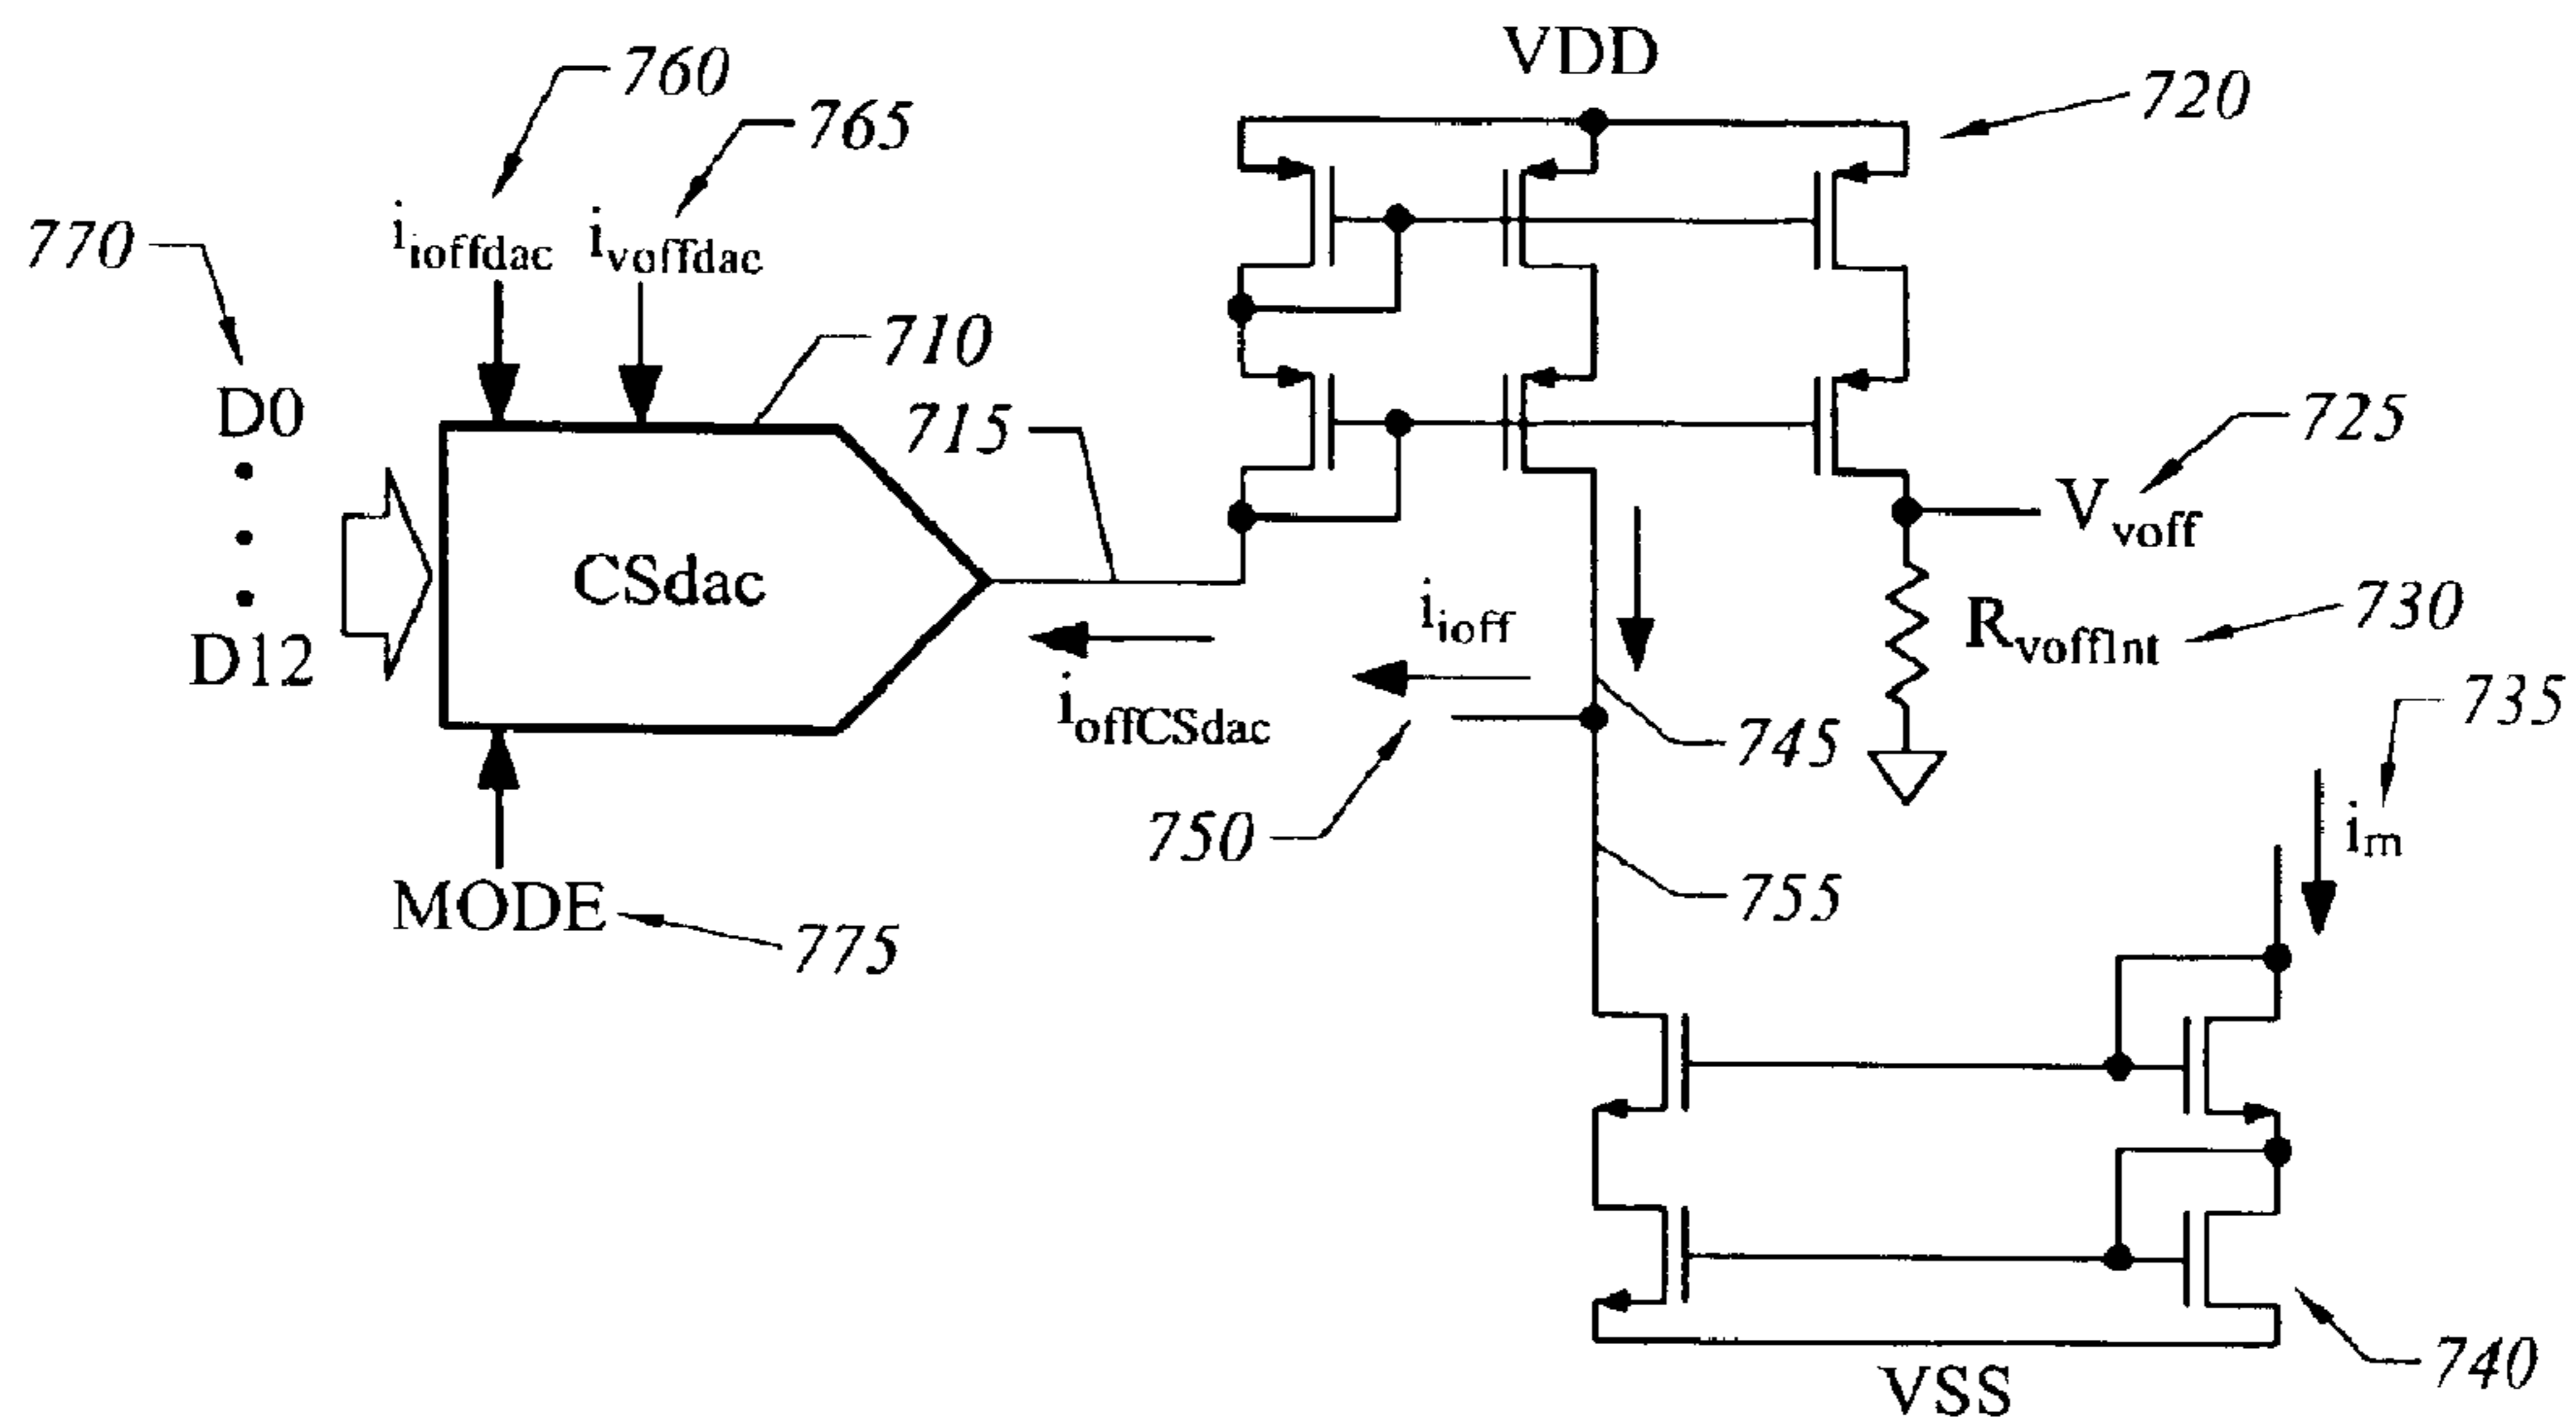 VDD
760
765
720
770
i_ioffdac
i_voffdac
710
D0
715
725
V_voff
CSdac
i_ioff
R_voffInt
730
D12
i_offCSdac
745
735
750
i_m
MODE
755
775
740
VSS